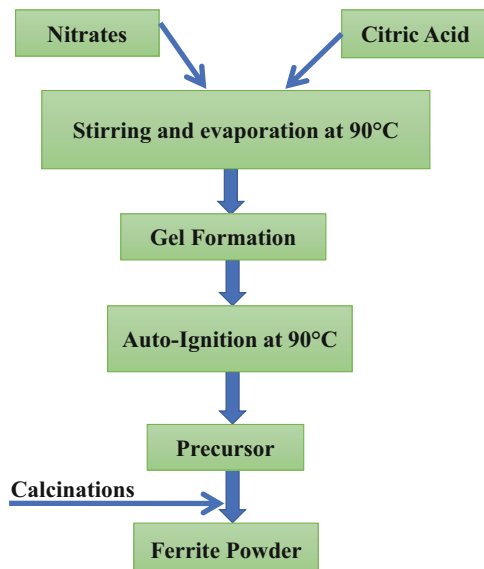 Nitrates
Citric Acid
Stirring and evaporation at 90°C
Gel Formation
Auto-Ignition at 90°C
Precursor
Calcinations
Ferrite Powder